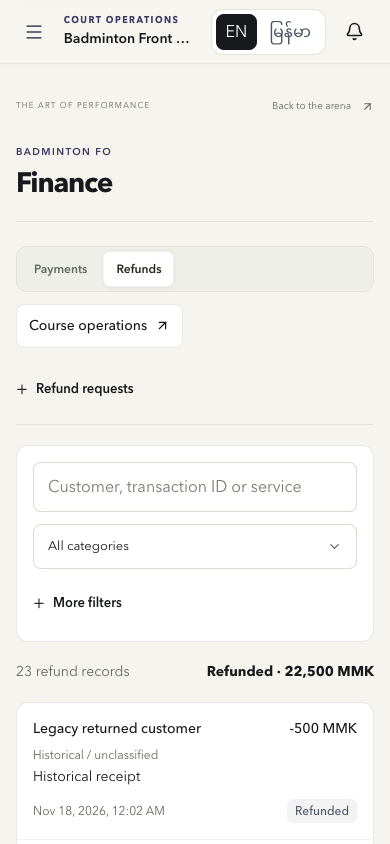 COURT OPERATIONS
Badminton Front ...
EN
မြန်မာ
THE ART OF PERFORMANCE
Back to the arena
BADMINTON FO
Finance
Payments
Refunds
Course operations
Refund requests
Customer, transaction ID or service
All categories
More filters
23 refund records
Refunded · 22,500 MMK
Legacy returned customer
-500 MMK
Historical / unclassified
Historical receipt
Nov 18, 2026, 12:02 AM
Refunded